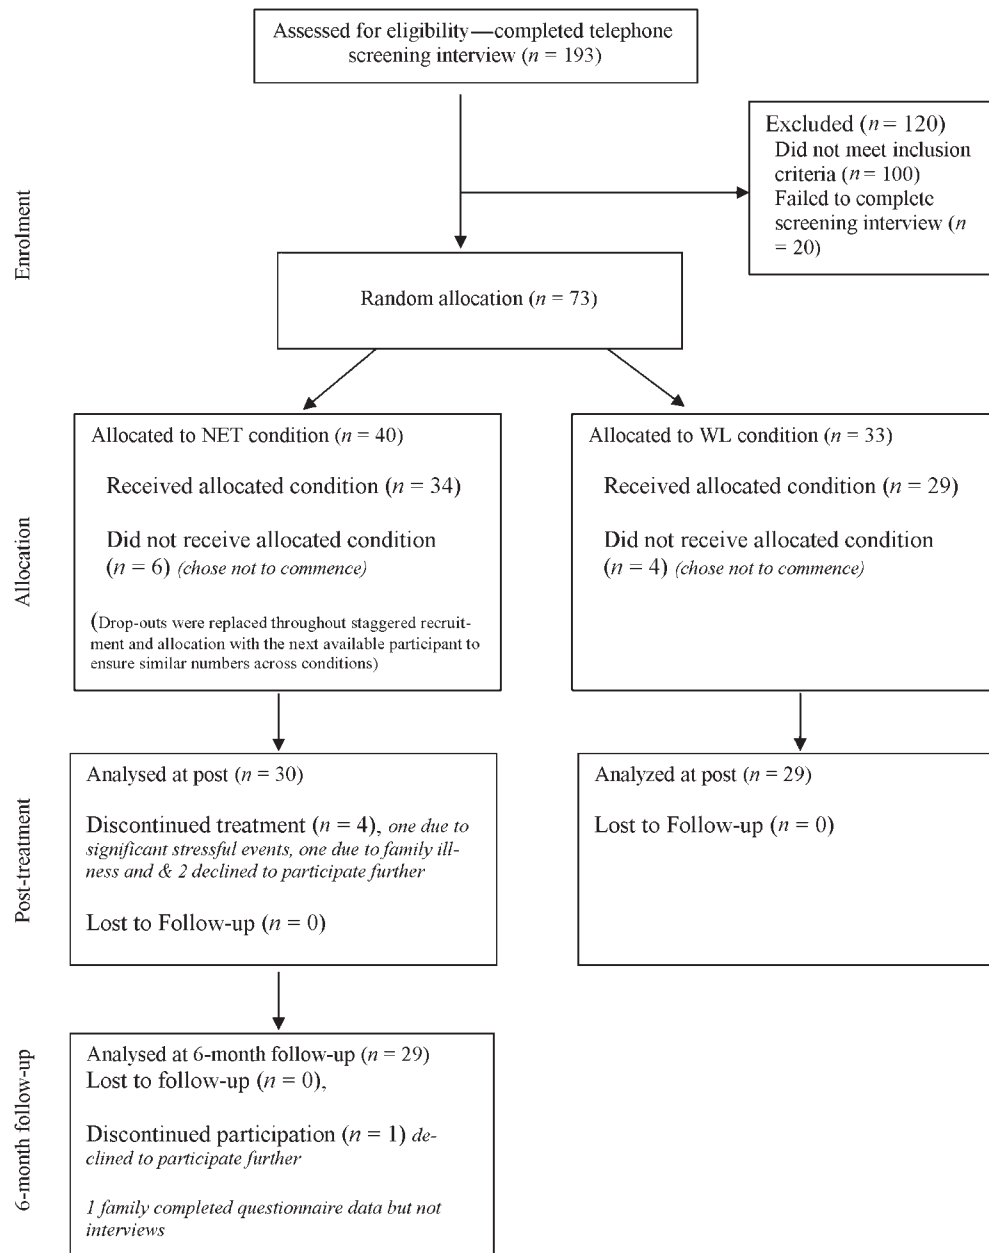 Assessed for eligibility—completed telephone
screening interview (n = 193)
Excluded (n = 120)
Did not meet inclusion
criteria (n = 100)
Failed to complete
screening interview (n
= 20)
Enrolment
Random allocation (n = 73)
Allocation
Allocated to NET condition (n = 40)
Received allocated condition (n = 34)
Did not receive allocated condition
(n = 6) (chose not to commence)
(Drop-outs were replaced throughout staggered recruit-
ment and allocation with the next available participant to
ensure similar numbers across conditions)
Allocated to WL condition (n = 33)
Received allocated condition (n = 29)
Did not receive allocated condition
(n = 4) (chose not to commence)
Post-treatment
Analysed at post (n = 30)
Discontinued treatment (n = 4), one due to
significant stressful events, one due to family ill-
ness and & 2 declined to participate further
Lost to Follow-up (n = 0)
Analyzed at post (n = 29)
Lost to Follow-up (n = 0)
6-month follow-up
Analysed at 6-month follow-up (n = 29)
Lost to follow-up (n = 0),
Discontinued participation (n = 1) de-
clined to participate further
1 family completed questionnaire data but not
interviews